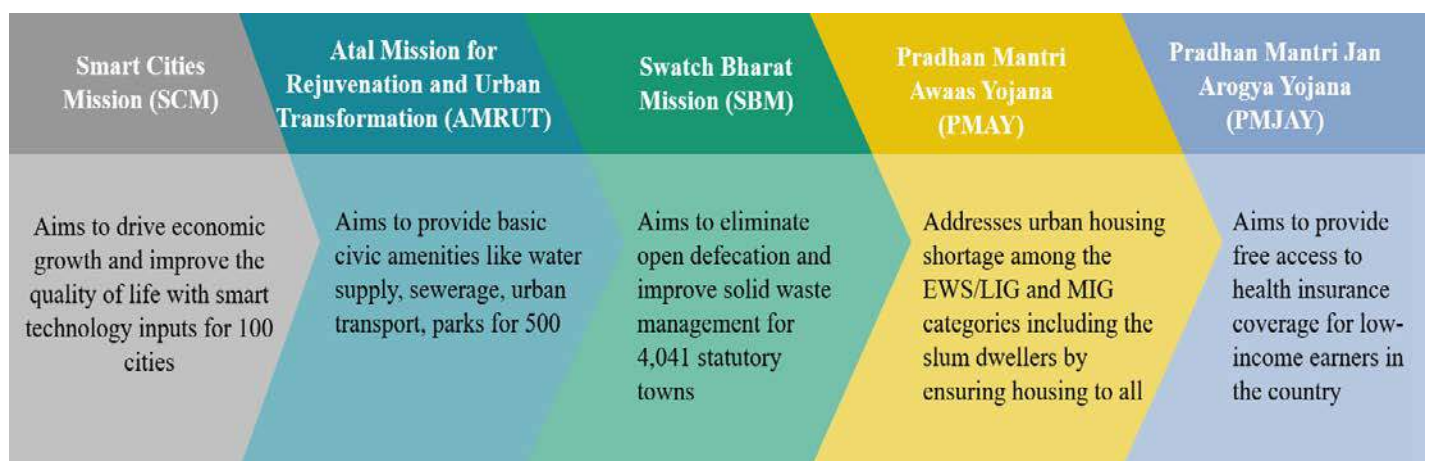 Smart Cities
Mission (SCM)
Atal Mission for
Rejuvenation and Urban
Transformation (AMRUT)
Swatch Bharat
Mission (SBM)
Pradhan Mantri
Awaas Yojana
(PMAY)
Pradhan Mantri Jan
Arogya Yojana
(PMJAY)
Aims to drive economic
growth and improve the
quality of life with smart
technology inputs for 100
cities
Aims to provide basic
civic amenities like water
supply, sewerage, urban
transport, parks for 500
Aims to eliminate
open defecation and
improve solid waste
management for
4,041 statutory
towns
Addresses urban housing
shortage among the
EWS/LIG and MIG
categories including the
slum dwellers by
ensuring housing to all
Aims to provide
free access to
health insurance
coverage for low-
income earners in
the country